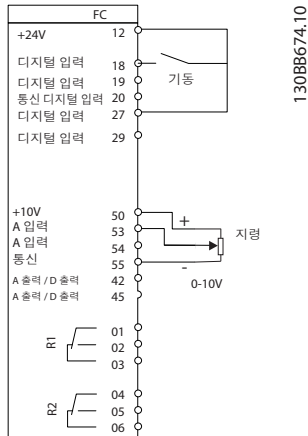 FC
+24V 12
디지털 입력 18
디지털 입력 19
통신 디지털 입력 20
디지털 입력 27
디지털 입력 29
기동
+10V 50
A 입력 53
A 입력 54
통신 55
A 출력 / D 출력 42
A 출력 / D 출력 45
+
지령
-
0-10V
R1
01
02
03
R2
04
05
06
130BB674.10